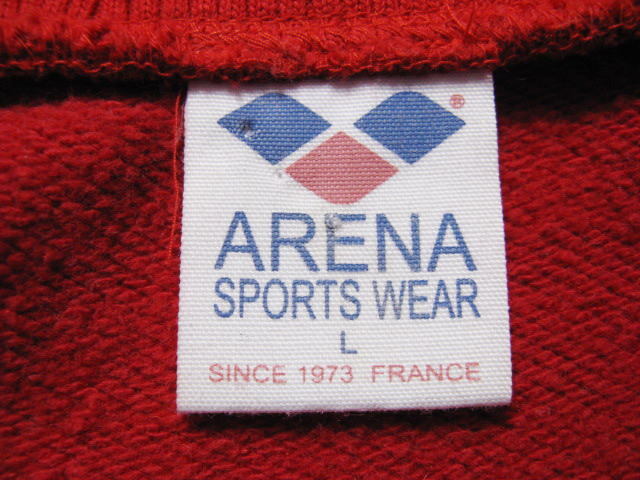 ®
ARENA
SPORTS WEAR
L
SINCE 1973 FRANCE